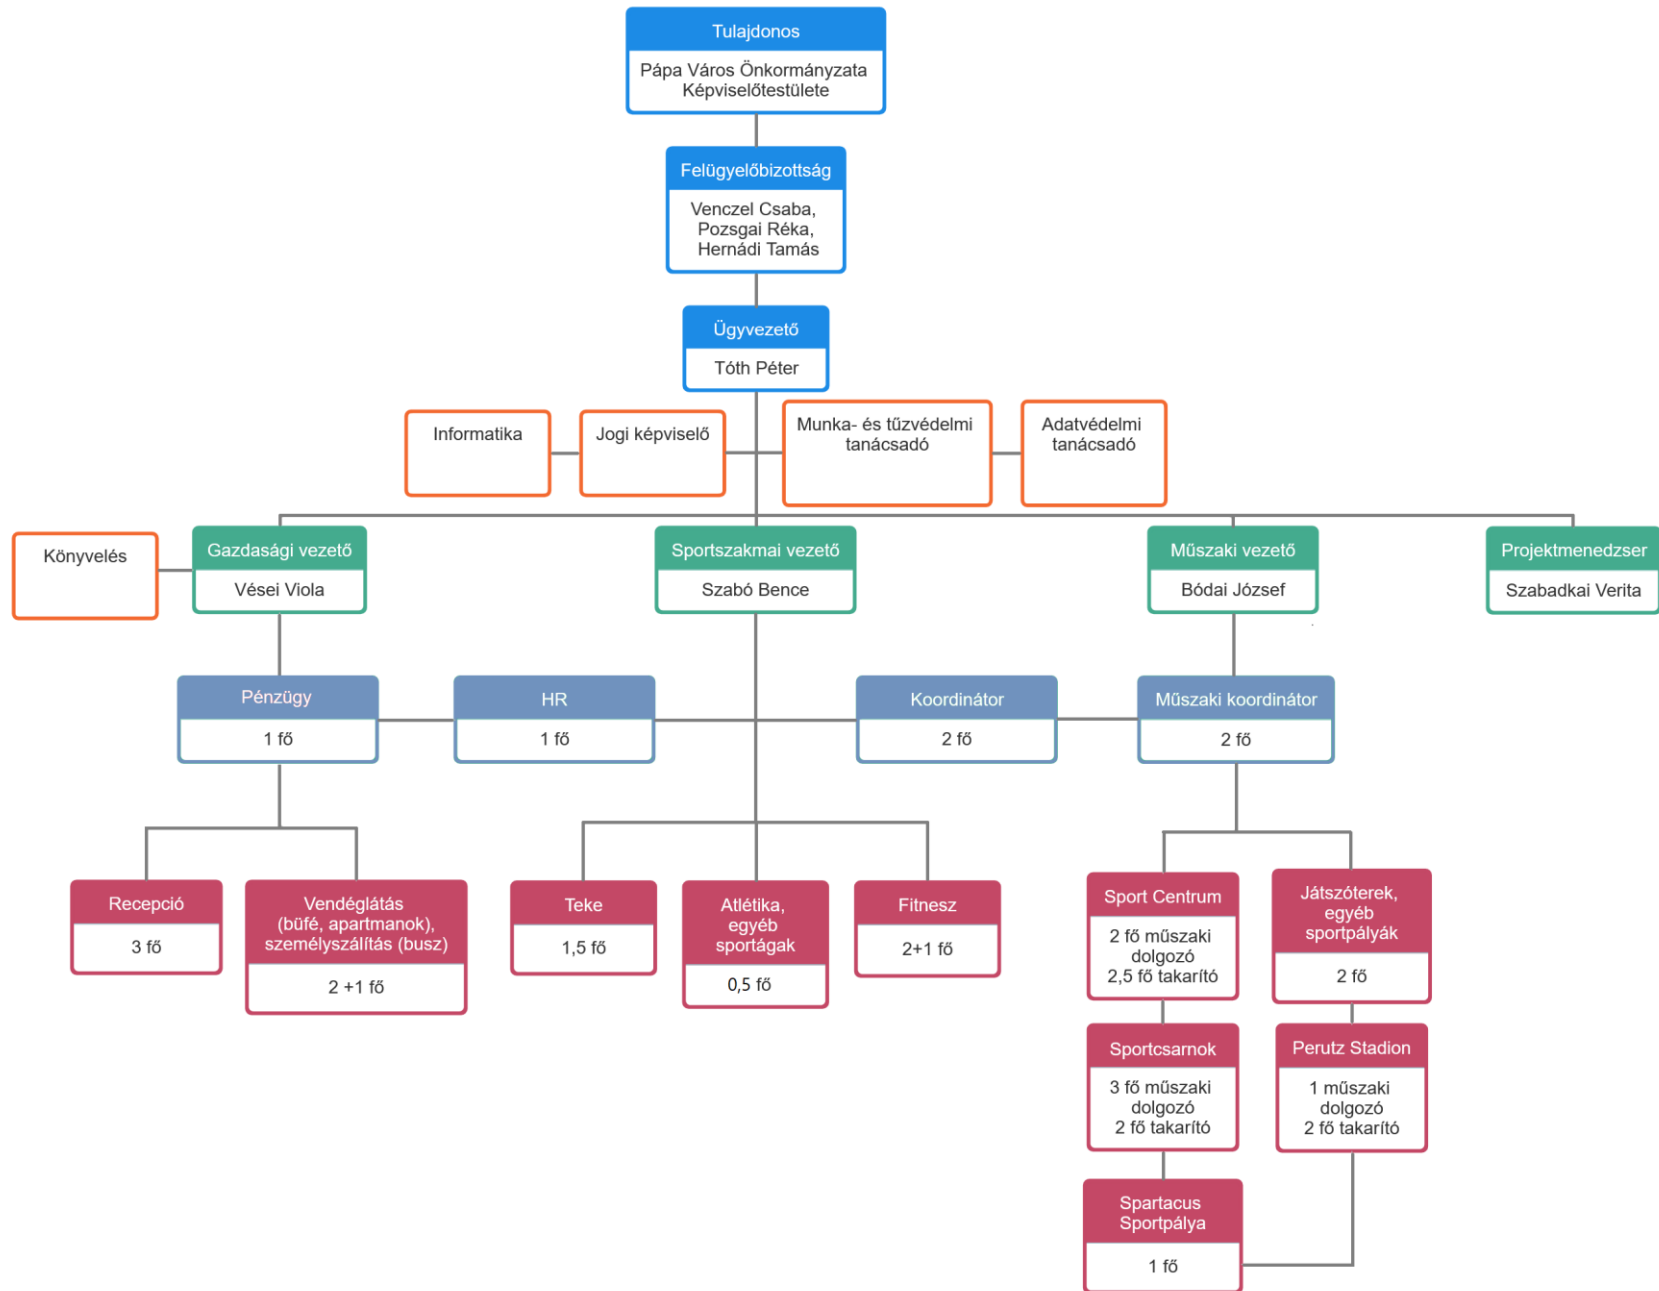 Tulajdonos
Pápa Város Önkormányzata
Képviselőtestülete
Felügyelőbizottság
Venczel Csaba,
Pozsgai Réka,
Hernádi Tamás
Ügyvezető
Tóth Péter
Informatika
Jogi képviselő
Munka- és tűzvédelmi
tanácsadó
Adatvédelmi
tanácsadó
Könyvelés
Gazdasági vezető
Vései Viola
Sportszakmai vezető
Szabó Bence
Műszaki vezető
Bódai József
Projektmenedzser
Szabadkai Verita
Pénzügy
1 fő
HR
1 fő
Koordinátor
2 fő
Műszaki koordinátor
2 fő
Recepció
3 fő
Vendéglátás
(büfé, apartmanok),
személyszálítás (busz)
2 +1 fő
Teke
1,5 fő
Atlétika,
egyéb
sportágak
0,5 fő
Fitnesz
2+1 fő
Sport Centrum
2 fő műszaki
dolgozó
2,5 fő takarító
Játszóterek,
egyéb
sportpályák
2 fő
Sportcsarnok
3 fő műszaki
dolgozó
2 fő takarító
Perutz Stadion
1 műszaki
dolgozó
2 fő takarító
Spartacus
Sportpálya
1 fő